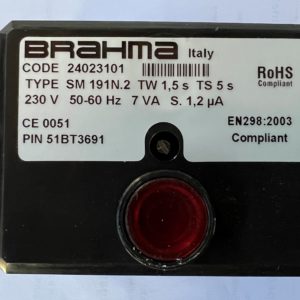 BRAHMA Italy
CODE 24023101
RoHS
Compliant
TYPE SM 191N.2 TW 1,5 s TS 5 s
230 V 50-60 Hz 7 VA S. 1,2 µA
CE 0051
EN298:2003
PIN 51BT3691
Compliant